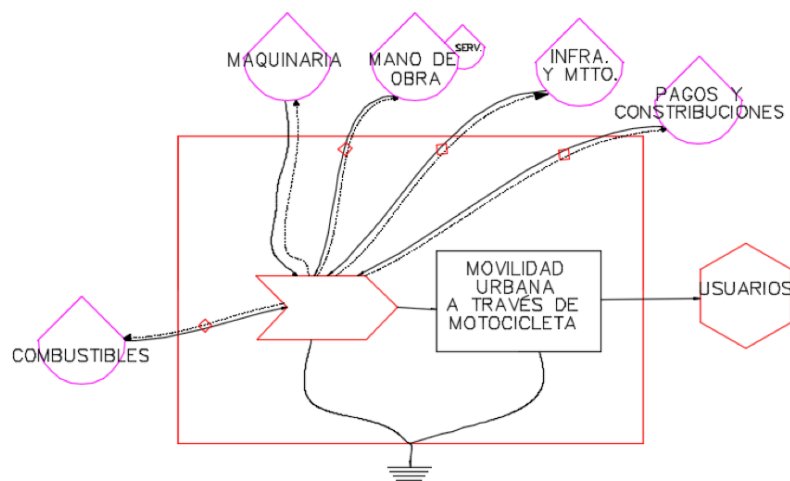 MAQUINARIA
MANO DE
OBRA
SERV.
INFRA.
Y MTTO.
PAGOS Y
CONSTRIBUCIONES
MOVILIDAD
URBANA
A TRAVÉS DE
MOTOCICLETA
USUARIOS
COMBUSTIBLES